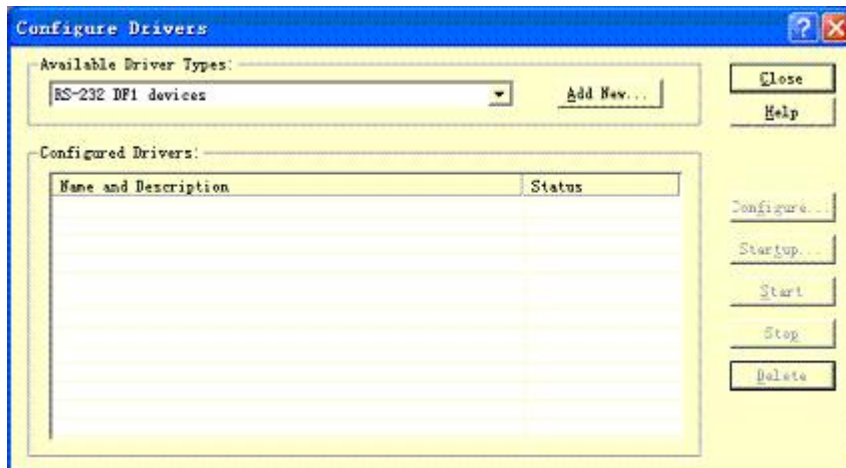 Configure Drivers
Available Driver Types:
RS-232 DF1 devices
Add New...
Close
Help
Configured Drivers:
Name and Description
Status
Configure...
Startup...
Start
Stop
Delete